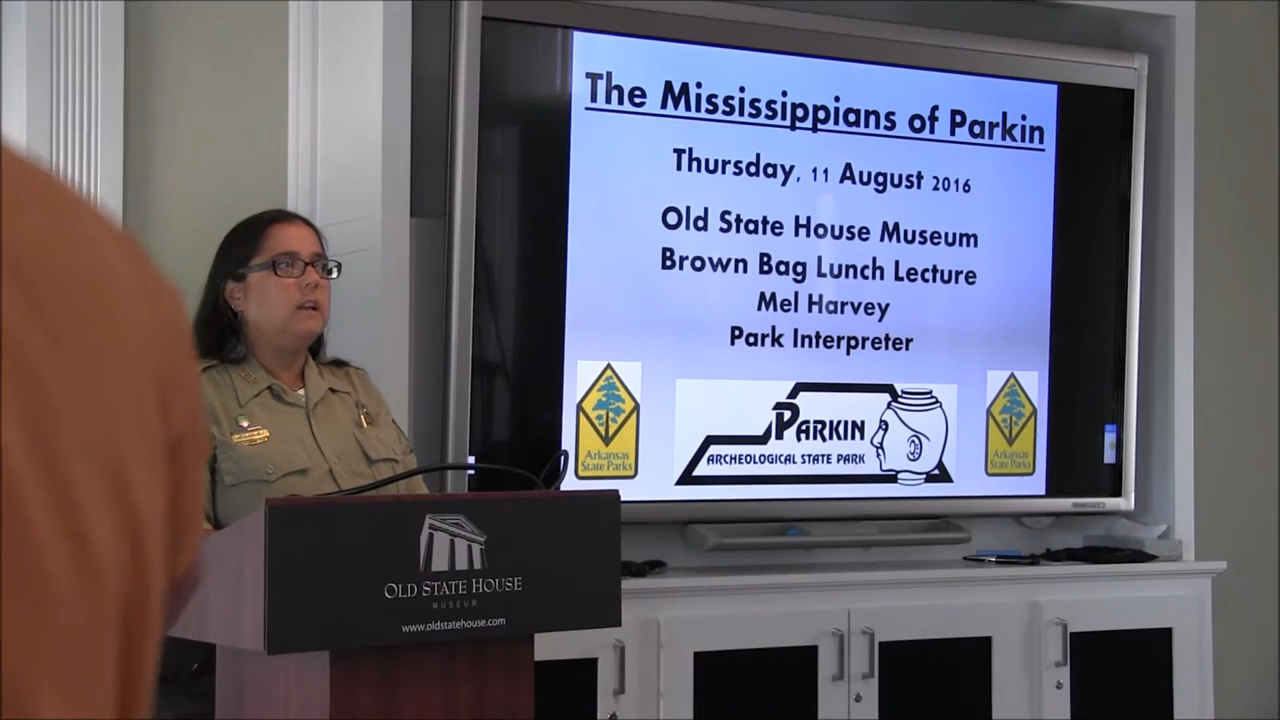 The Mississippians of Parkin
Thursday, 11 August 2016
Old State House Museum
Brown Bag Lunch Lecture
Mel Harvey
Park Interpreter
Arkansas
State Parks
PARKIN
ARCHEOLOGICAL STATE PARK
Arkansas
State Parks
OLD STATE HOUSE
MUSEUM
www.oldstatehouse.com